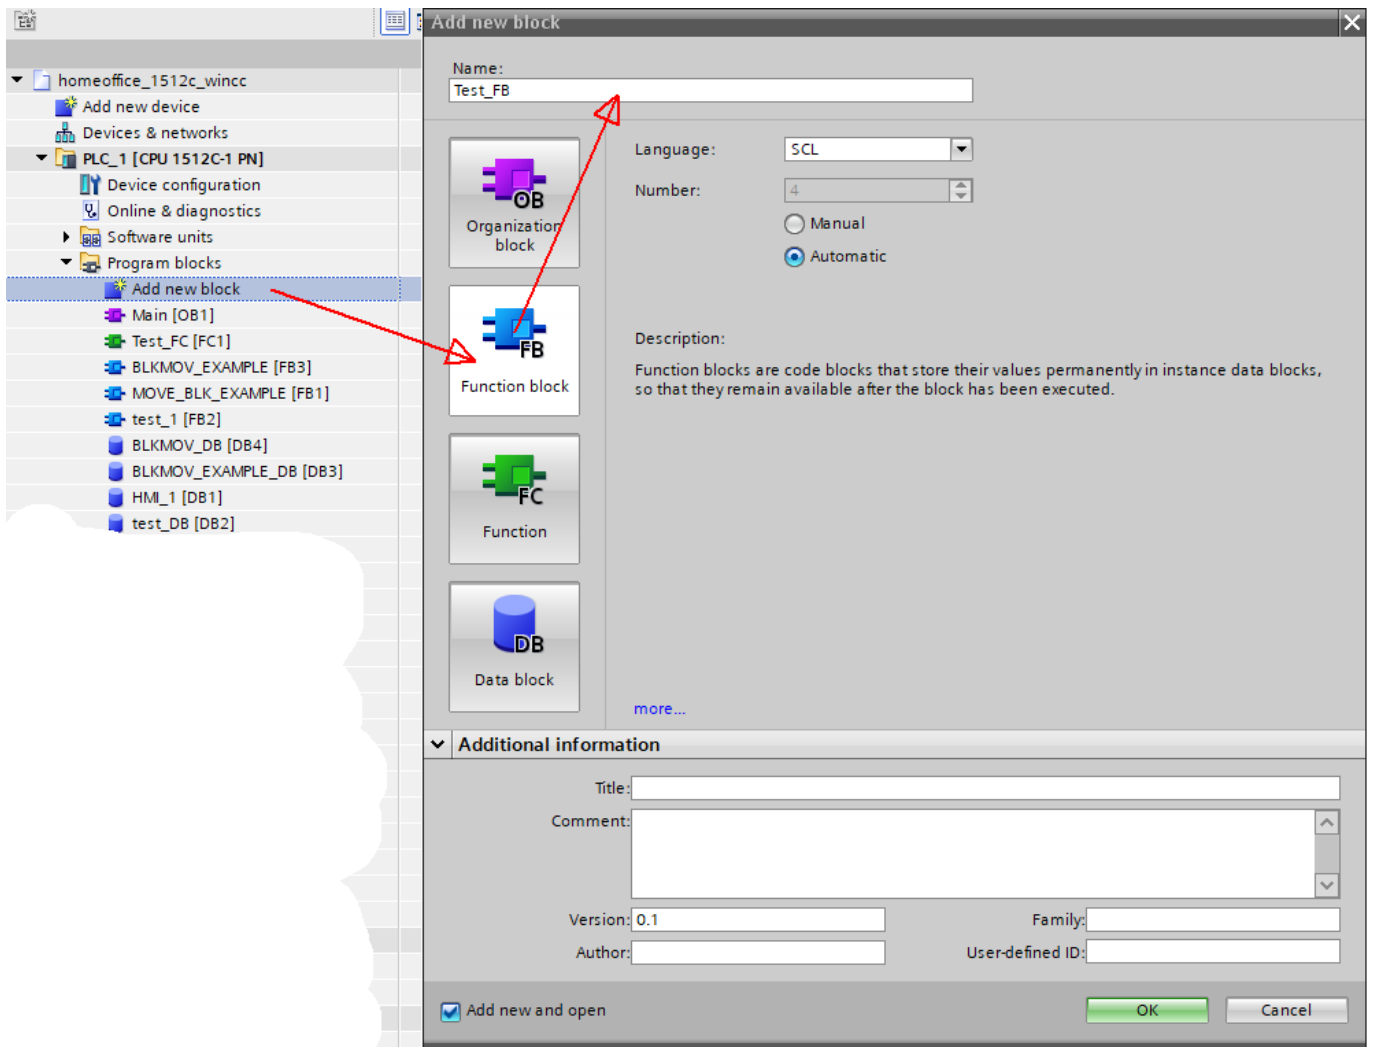 Add new block
homeoffice_1512c_wincc
Add new device
Devices & networks
PLC_1 [CPU 1512C-1 PN]
Device configuration
Online & diagnostics
Software units
Program blocks
Add new block
Main [OB1]
Test_FC [FC1]
BLKMOV_EXAMPLE [FB3]
MOVE_BLK_EXAMPLE [FB1]
test_1 [FB2]
BLKMOV_DB [DB4]
BLKMOV_EXAMPLE_DB [DB3]
HMI_1 [DB1]
test_DB [DB2]
Name:
Test_FB
OB
Organization
block
FB
Function block
FC
Function
DB
Data block
Language: SCL
Number: 4
Manual
Automatic
Description:
Function blocks are code blocks that store their values permanently in instance data blocks,
so that they remain available after the block has been executed.
more...
Additional information
Title:
Comment:
Version: 0.1 Family:
Author: User-defined ID:
Add new and open OK Cancel